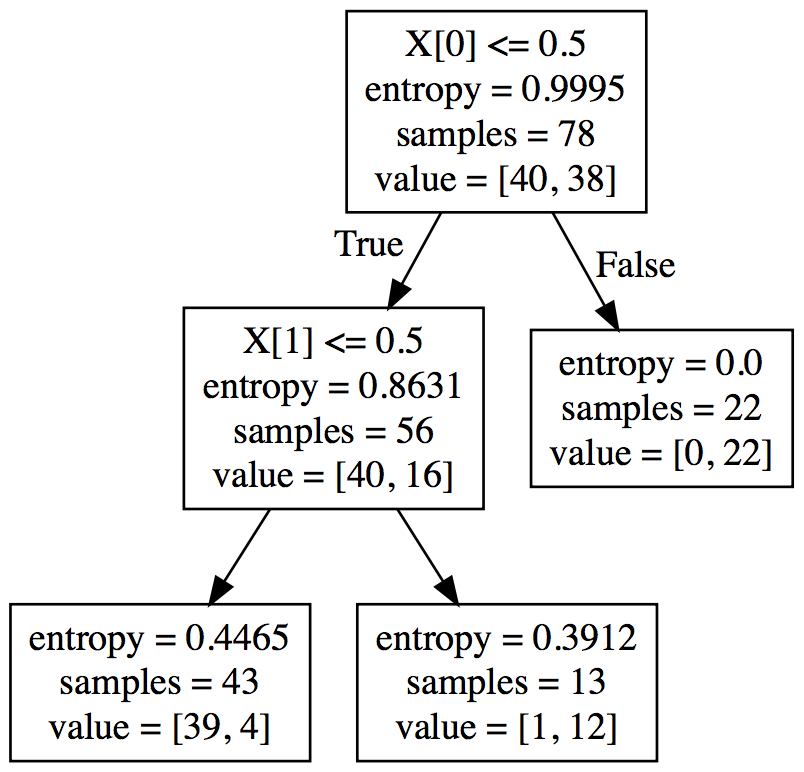 X[0] <= 0.5
entropy = 0.9995
samples = 78
value = [40, 38]
True
False
X[1] <= 0.5
entropy = 0.8631
samples = 56
value = [40, 16]
entropy = 0.0
samples = 22
value = [0, 22]
entropy = 0.4465
samples = 43
value = [39, 4]
entropy = 0.3912
samples = 13
value = [1, 12]